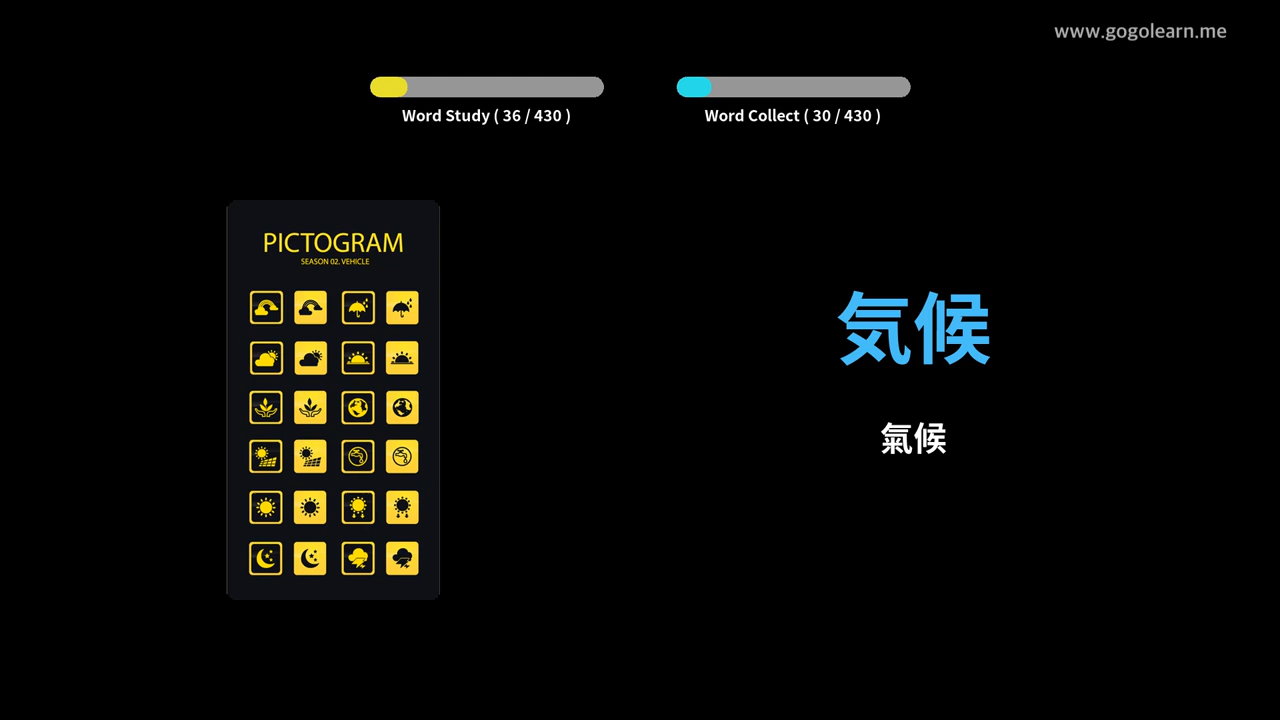 www.gogolearn.me
Word Study ( 36 / 430 )
Word Collect ( 30 / 430 )
PICTOGRAM
SEASON 02. VEHICLE
気候
氣候